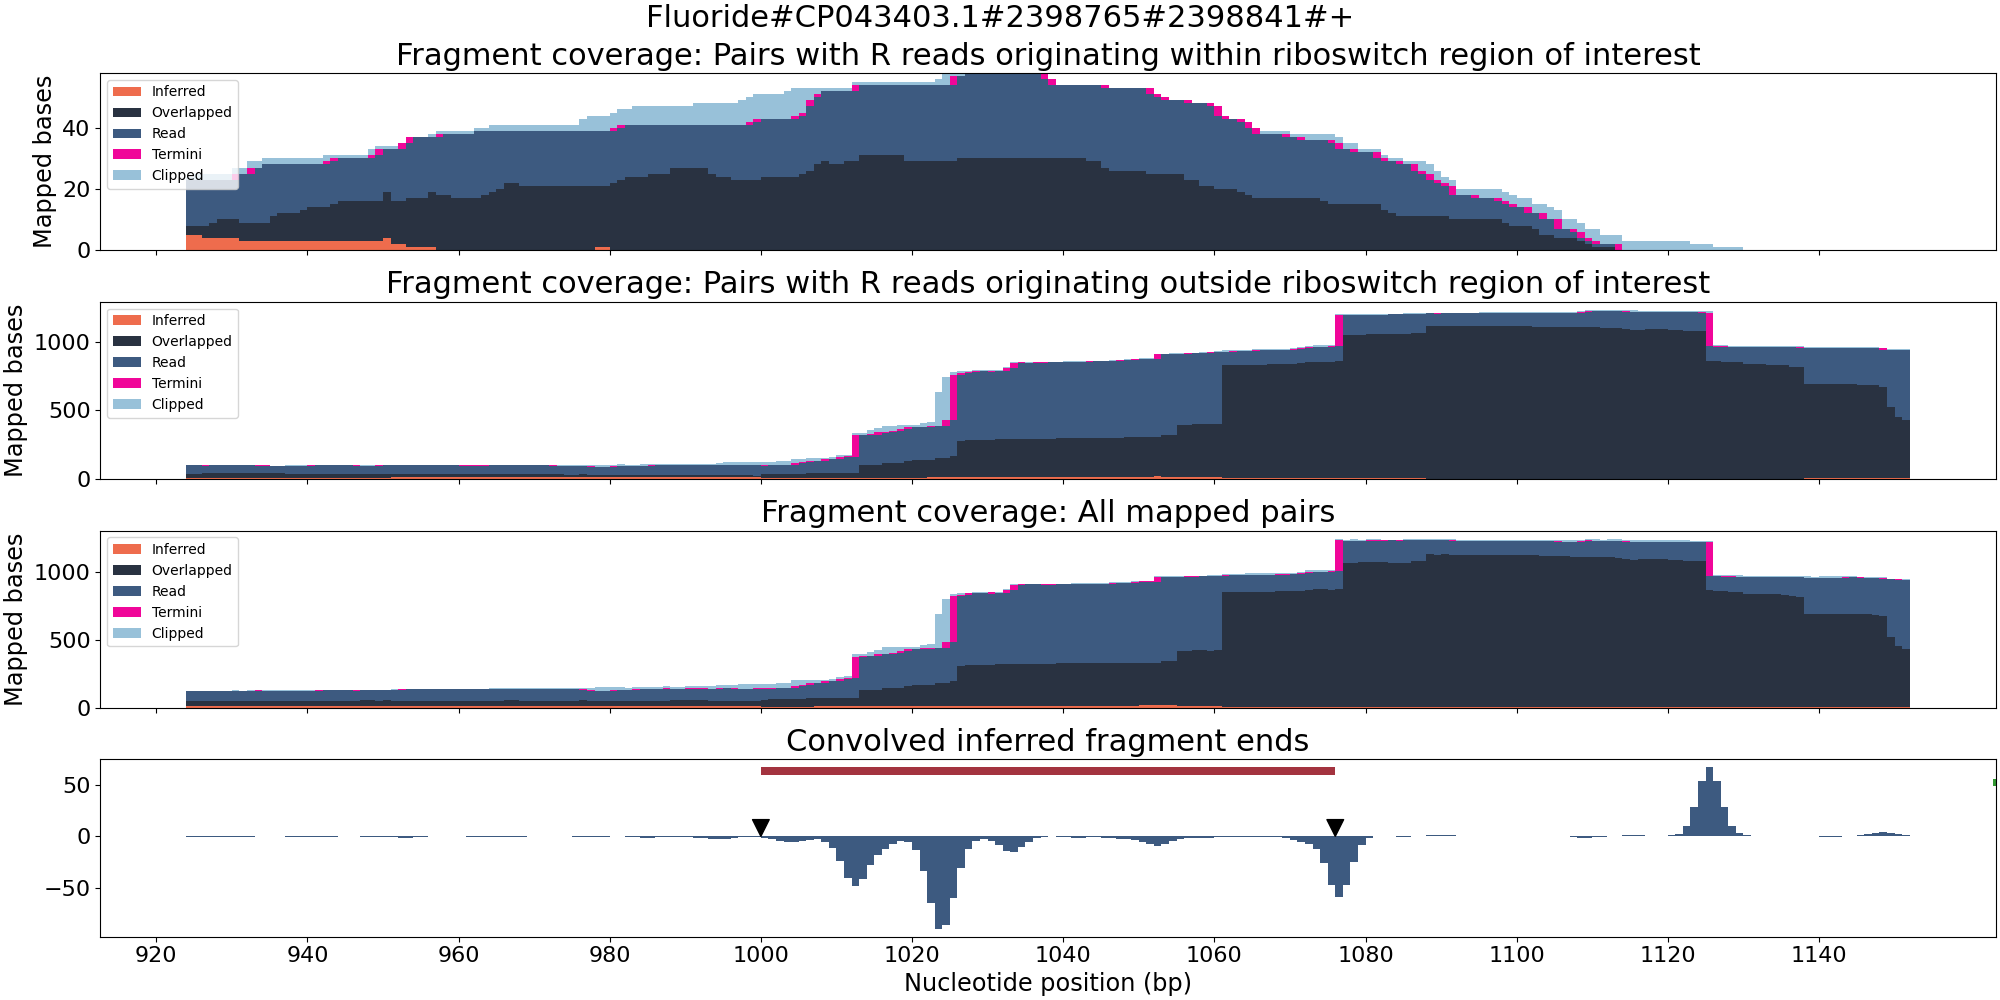 Fluoride#CP043403.1#2398765#2398841#+
Fragment coverage: Pairs with R reads originating within riboswitch region of interest
Mapped bases
40
20
0
Inferred
Overlapped
Read
Termini
Clipped
Fragment coverage: Pairs with R reads originating outside riboswitch region of interest
Mapped bases
1000
500
0
Inferred
Overlapped
Read
Termini
Clipped
Fragment coverage: All mapped pairs
Mapped bases
1000
500
0
Inferred
Overlapped
Read
Termini
Clipped
Convolved inferred fragment ends
50
0
−50
920 940 960 980 1000 1020 1040 1060 1080 1100 1120 1140
Nucleotide position (bp)